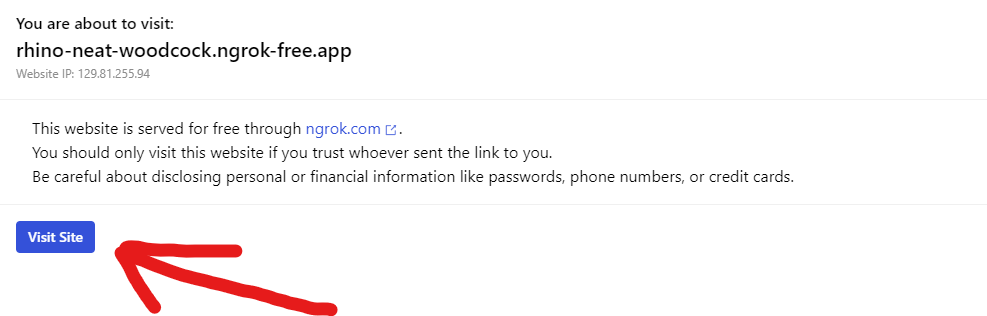 You are about to visit:
rhino-neat-woodcock.ngrok-free.app
Website IP: 129.81.255.94
This website is served for free through ngrok.com.
You should only visit this website if you trust whoever sent the link to you.
Be careful about disclosing personal or financial information like passwords, phone numbers, or credit cards.
Visit Site